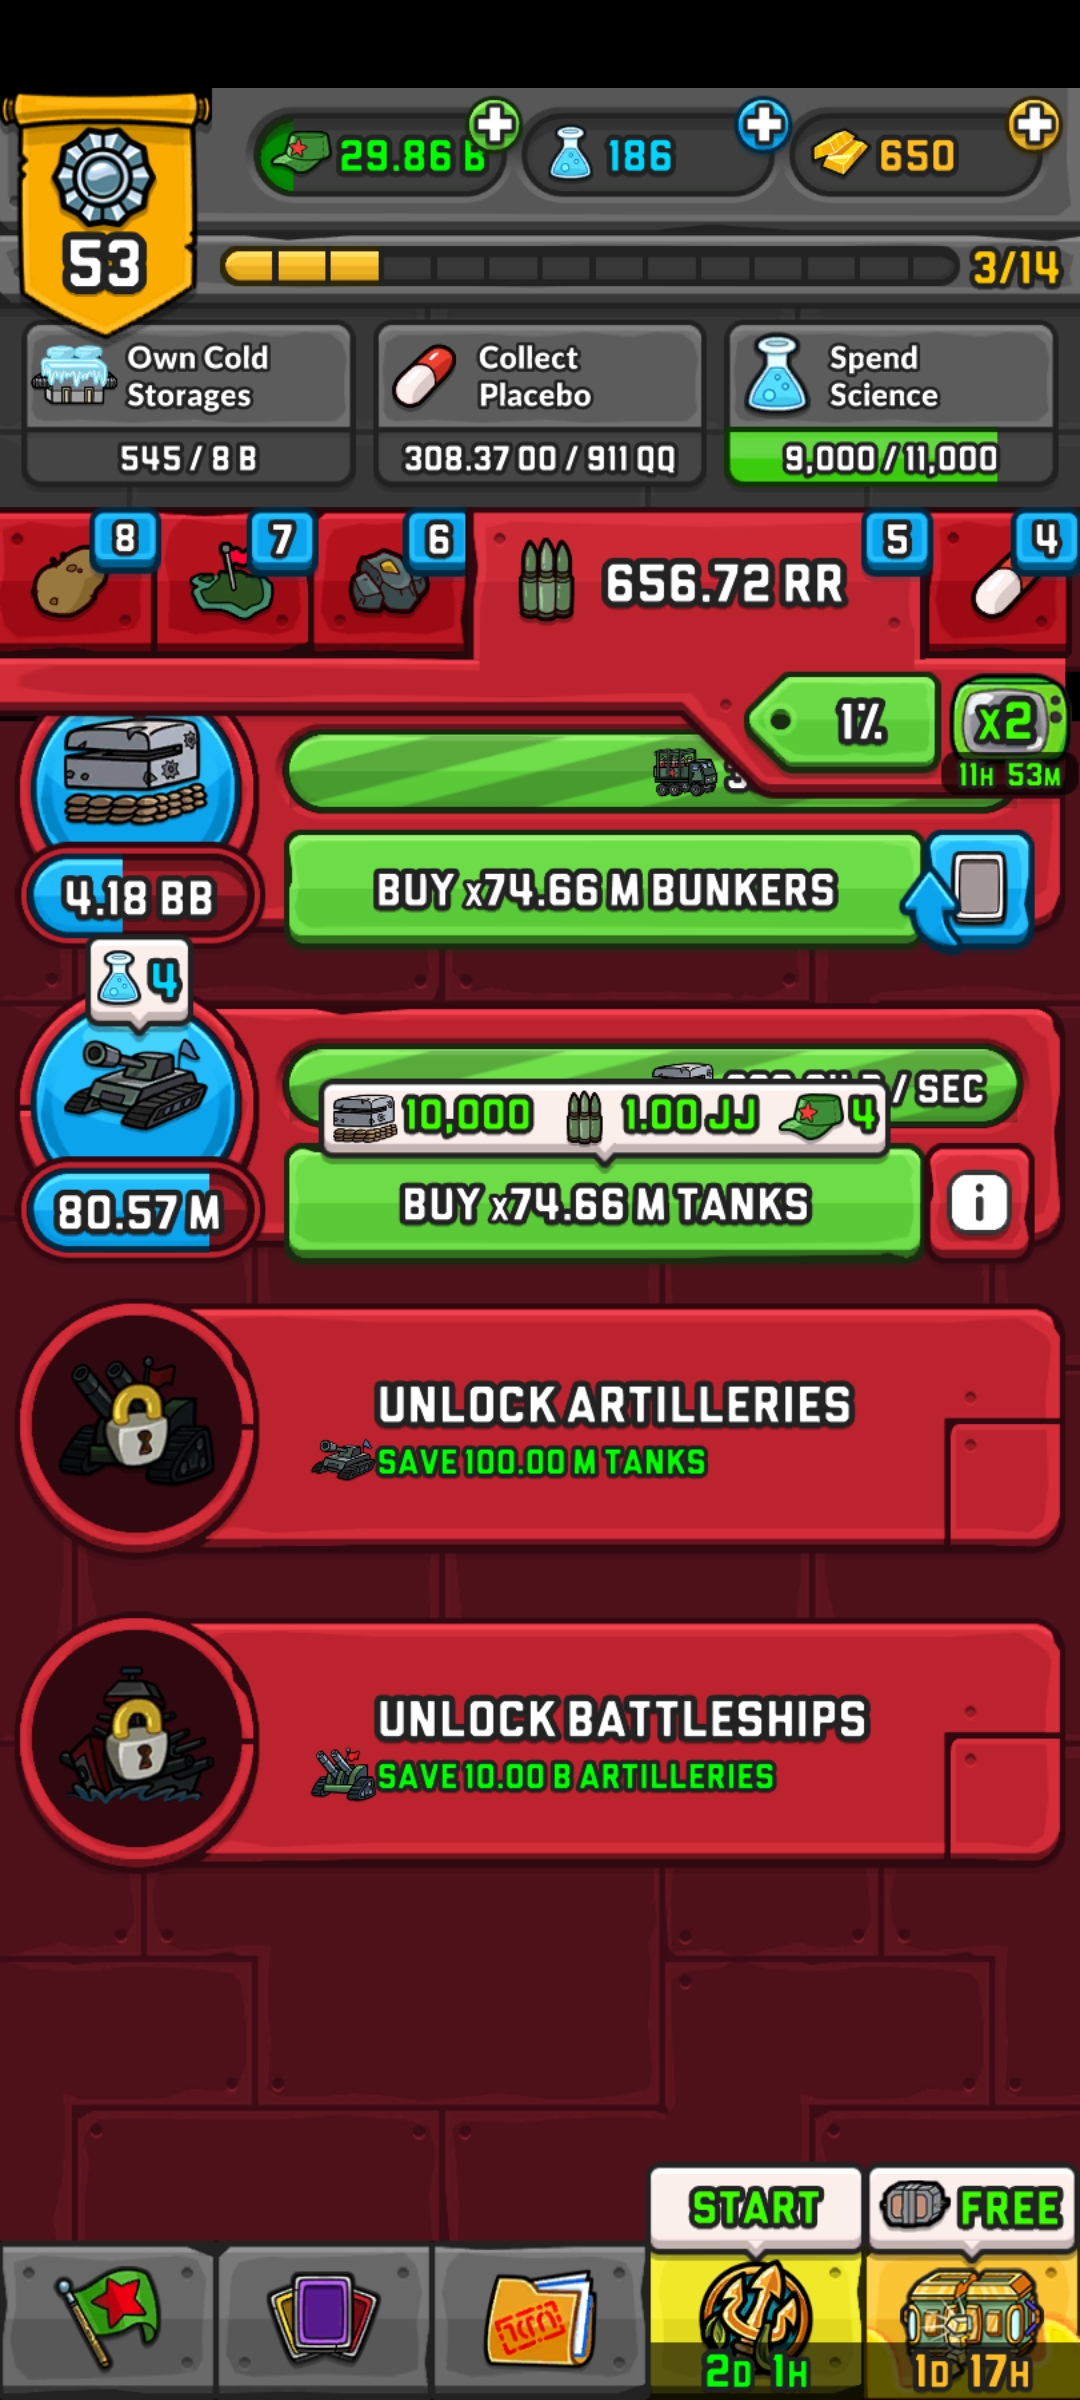 29.86 B
186
650
53
3/14
Own Cold
Storages
Collect
Placebo
Spend
Science
545 / 8 B
308.37 OO / 911 QQ
9,000 / 11,000
8
7
6
656.72 RR
5
4
1%
x2
11H 53M
4.18 BB
BUY x74.66 M BUNKERS
4
/ SEC
10,000
1.00 JJ
4
80.57 M
BUY x74.66 M TANKS
i
UNLOCK ARTILLERIES
SAVE 100.00 M TANKS
UNLOCK BATTLESHIPS
SAVE 10.00 B ARTILLERIES
START
FREE
2D 1H
1D 17H